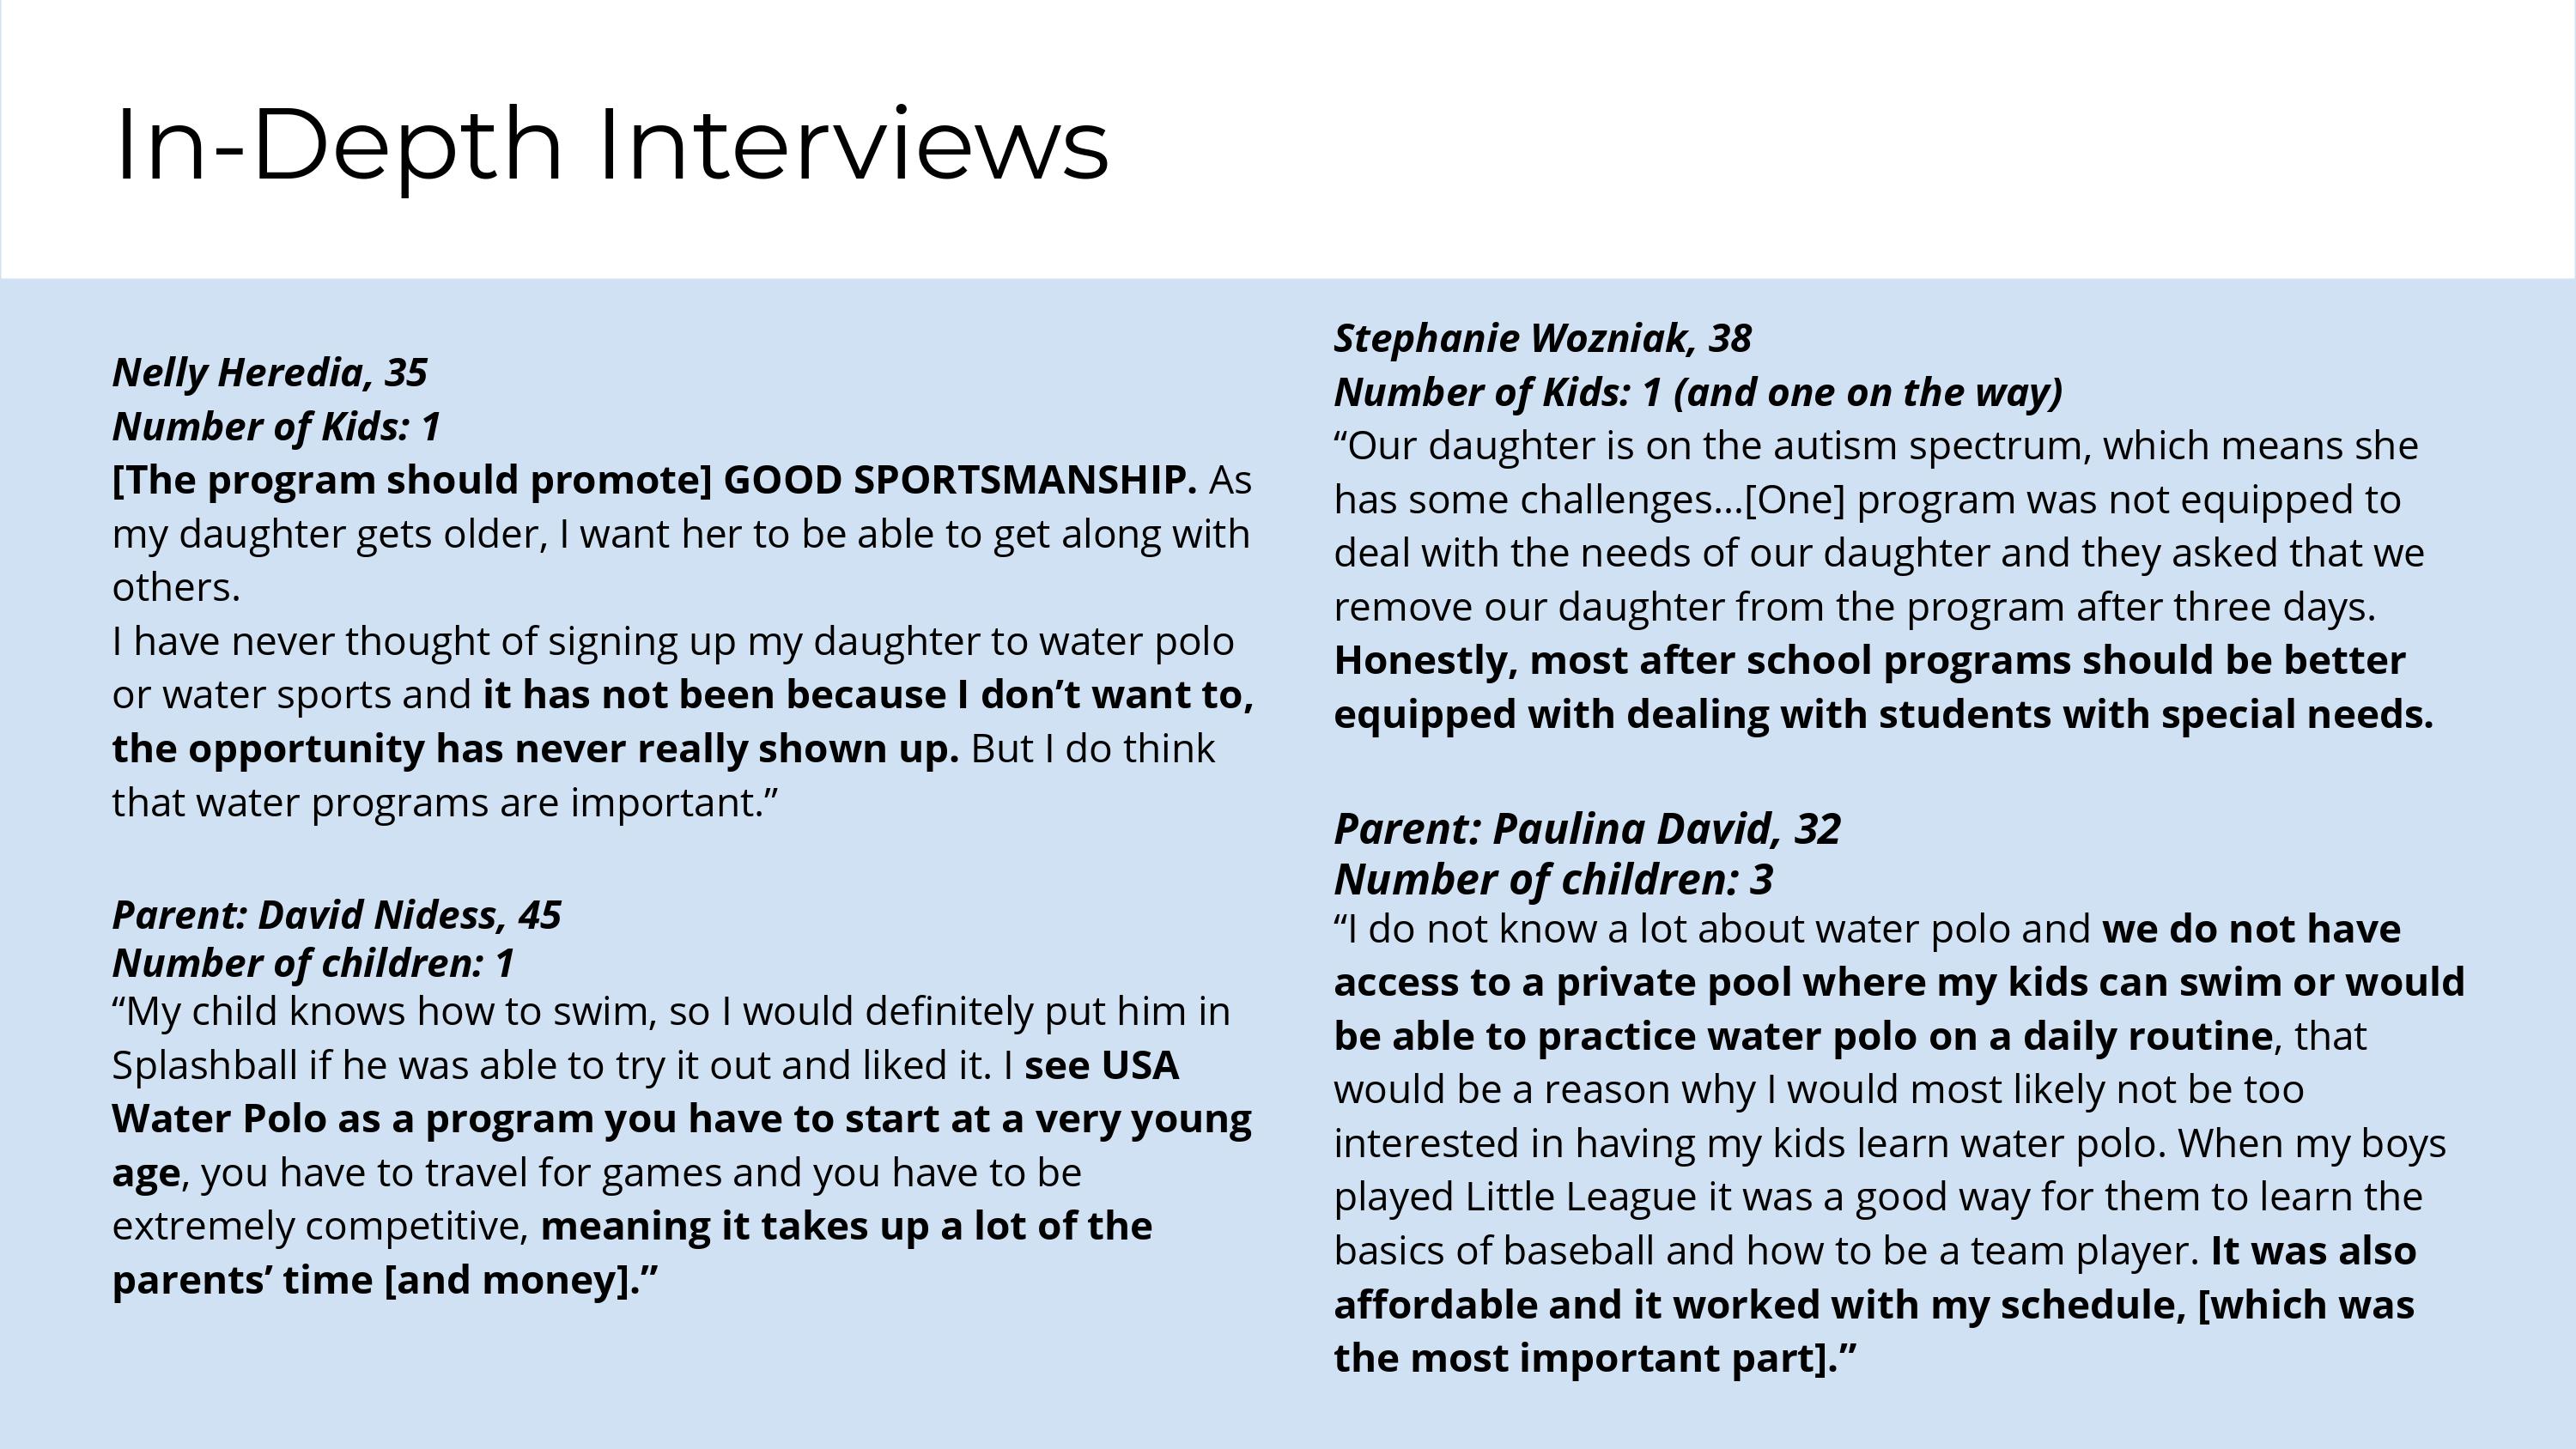 In-Depth Interviews
Nelly Heredia, 35
Number of Kids: 1
[The program should promote] GOOD SPORTSMANSHIP. As
my daughter gets older, I want her to be able to get along with
others.
I have never thought of signing up my daughter to water polo
or water sports and it has not been because I don’t want to,
the opportunity has never really shown up. But I do think
that water programs are important.”
Parent: David Nidess, 45
Number of children: 1
“My child knows how to swim, so I would definitely put him in
Splashball if he was able to try it out and liked it. I see USA
Water Polo as a program you have to start at a very young
age, you have to travel for games and you have to be
extremely competitive, meaning it takes up a lot of the
parents’ time [and money].”
Stephanie Wozniak, 38
Number of Kids: 1 (and one on the way)
“Our daughter is on the autism spectrum, which means she
has some challenges...[One] program was not equipped to
deal with the needs of our daughter and they asked that we
remove our daughter from the program after three days.
Honestly, most after school programs should be better
equipped with dealing with students with special needs.
Parent: Paulina David, 32
Number of children: 3
“I do not know a lot about water polo and we do not have
access to a private pool where my kids can swim or would
be able to practice water polo on a daily routine, that
would be a reason why I would most likely not be too
interested in having my kids learn water polo. When my boys
played Little League it was a good way for them to learn the
basics of baseball and how to be a team player. It was also
affordable and it worked with my schedule, [which was
the most important part].”